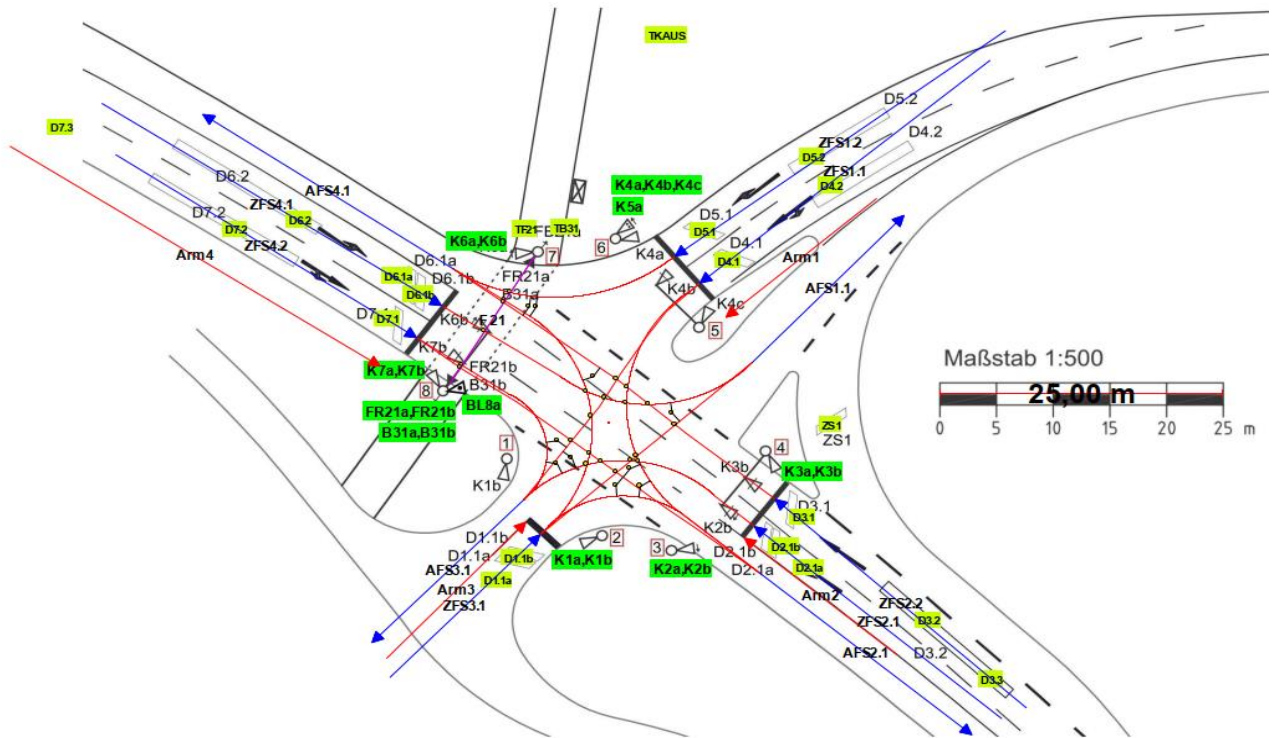 TKAUS
D5.2
D7.3
ZFS1.2
D4.2
D5.2
ZFS1.1
D6.2
K4a,K4b,K4c
D4.2
AFS4.1
K5a
ZFS4.1
D7.2
D6.2
D5.1
D7.2
K6a,K6b
TF21
TB31
D5.1
ZFS4.2
7
6
D4.1
Arm4
D6.1a
K4a
D4.1
Arm1
D6.1a
D6.1b
FR21a
K4b
AFS1.1
D6.1b
B31a
K4c
D7.1
K6b
F21
5
K7b
Maßstab 1:500
K7a,K7b
FR21b
25,00 m
8
B31b
BL8a
FR21a,FR21b
0 5 10 15 20 25 m
B31a,B31b
ZS1
ZS1
1
4
K3b
K3a,K3b
K1b
D3.1
D3.1
K2b
D1.1b
2
3
D2.1b
D2.1b
D1.1a
D1.1b
K1a,K1b
K2a,K2b
D2.1a
D2.1a
AFS3.1
D1.1a
Arm3
Arm2
ZFS2.2
ZFS3.1
ZFS2.1
D3.2
AFS2.1
D3.2
D3.3